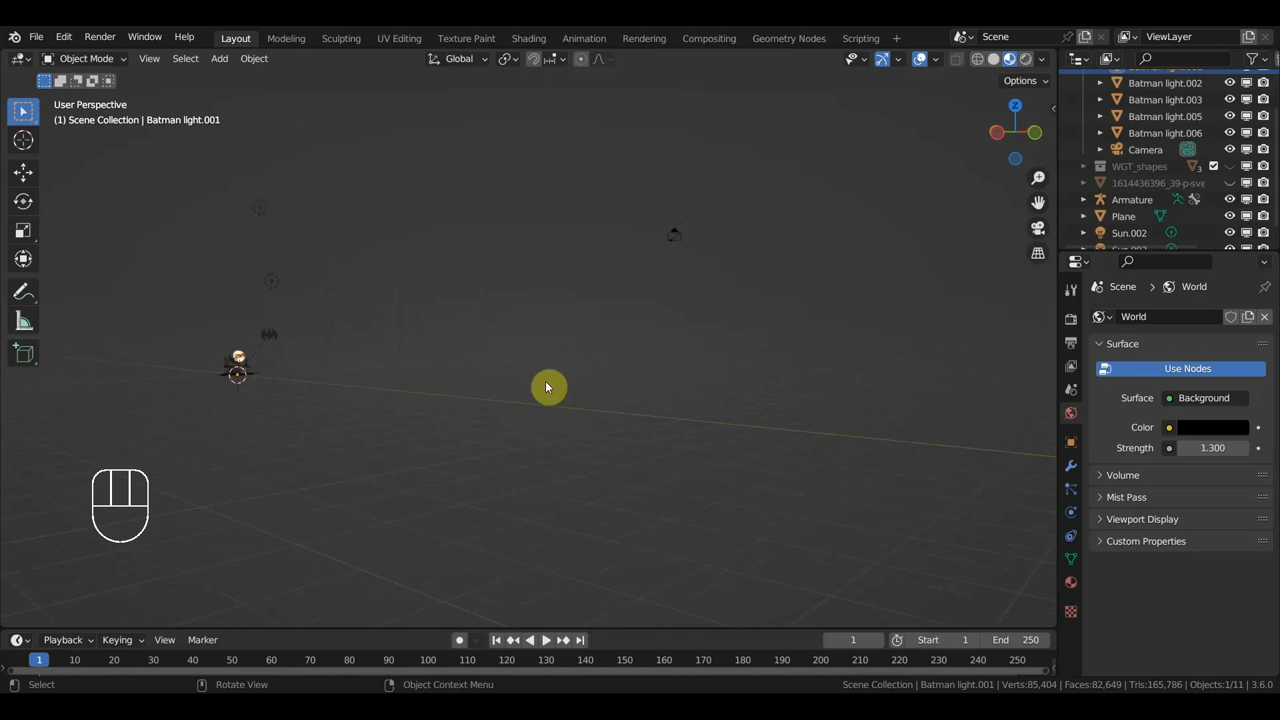 File Edit Render Window Help Layout Modeling Sculpting UV Editing Texture Paint Shading Animation Rendering Compositing Geometry Nodes Scripting + Scene ViewLayer
Object Mode View Select Add Object Global
Options
User Perspective
(1) Scene Collection | Batman light.001
Z
Batman light.002
Batman light.003
Batman light.005
Batman light.006
Camera
WGT_shapes 3
Armature
Plane
Sun.002
Scene > World
World
Surface
Use Nodes
Surface Background
Color
Strength 1.300
Volume
Mist Pass
Viewport Display
Custom Properties
Playback Keying View Marker 1 Start 1 End 250
1 10 20 30 40 50 60 70 80 90 100 110 120 130 140 150 160 170 180 190 200 210 220 230 240 250
Select Rotate View Object Context Menu Scene Collection | Batman light.001 | Verts:85,404 | Faces:82,649 | Tris:165,786 | Objects:1/11 | 3.6.0